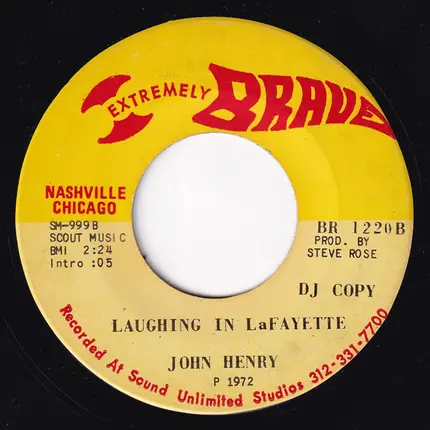 EXTREMELY BRAVE
NASHVILLE
CHICAGO
SM-999B
SCOUT MUSIC
BMI 2:24
Intro :05
BR 1220B
PROD. BY
STEVE ROSE
DJ COPY
LAUGHING IN LaFAYETTE
JOHN HENRY
P 1972
Recorded At Sound Unlimited Studios 312-331-7700